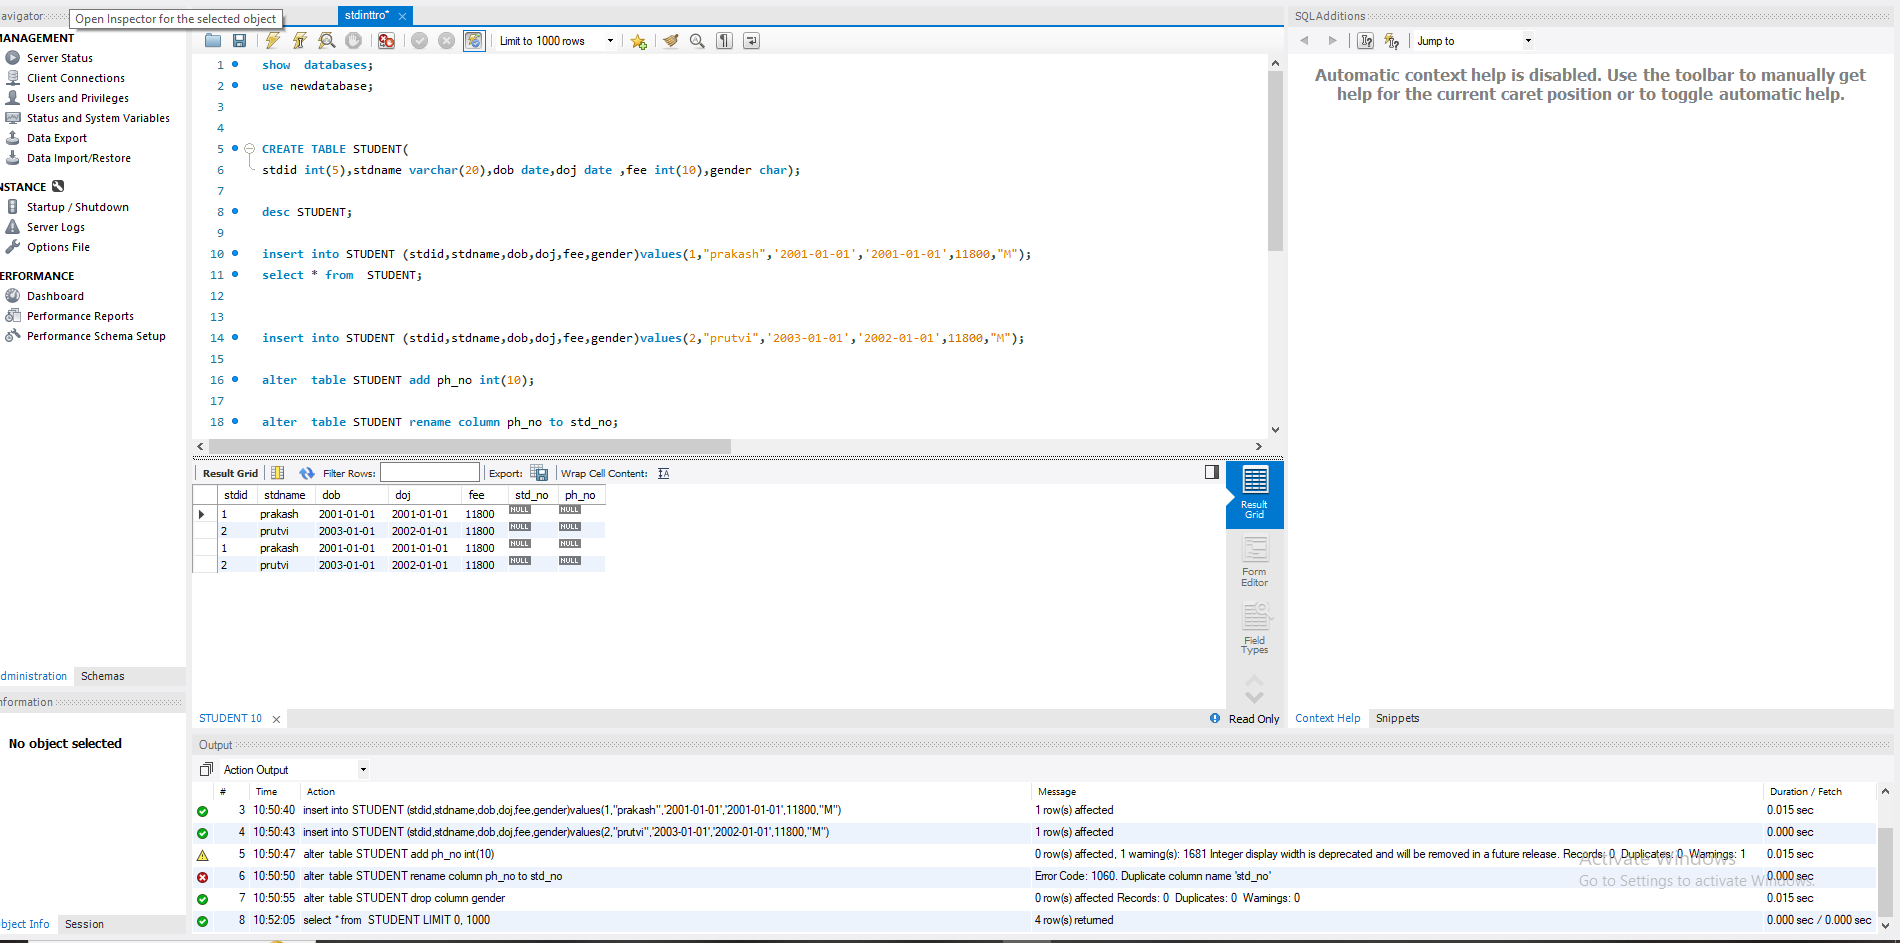 avigator
Open Inspector for the selected object
stdinttro*
SQLAdditions
MANAGEMENT
Server Status
Client Connections
Users and Privileges
Status and System Variables
Data Export
Data Import/Restore
NSTANCE
Startup / Shutdown
Server Logs
Options File
ERFORMANCE
Dashboard
Performance Reports
Performance Schema Setup
dministration Schemas
nformation
No object selected
bject Info Session
Limit to 1000 rows
1 show  databases;
2 use newdatabase;
3
4
5 CREATE TABLE STUDENT(
6 stdid int(5),stdname varchar(20),dob date,doj date ,fee int(10),gender char);
7
8 desc STUDENT;
9
10 insert into STUDENT (stdid,stdname,dob,doj,fee,gender)values(1,"prakash",'2001-01-01','2001-01-01',11800,"M");
11 select * from  STUDENT;
12
13
14 insert into STUDENT (stdid,stdname,dob,doj,fee,gender)values(2,"prutvi",'2003-01-01','2002-01-01',11800,"M");
15
16 alter  table STUDENT add ph_no int(10);
17
18 alter  table STUDENT rename column ph_no to std_no;
Result Grid Filter Rows: Export: Wrap Cell Content:
stdid stdname dob doj fee std_no ph_no
1 prakash 2001-01-01 2001-01-01 11800 NULL NULL
2 prutvi 2003-01-01 2002-01-01 11800 NULL NULL
1 prakash 2001-01-01 2001-01-01 11800 NULL NULL
2 prutvi 2003-01-01 2002-01-01 11800 NULL NULL
Result
Grid
Form
Editor
Field
Types
STUDENT 10
Read Only
Jump to
Automatic context help is disabled. Use the toolbar to manually get
help for the current caret position or to toggle automatic help.
Context Help Snippets
Output
Action Output
# Time Action Message Duration / Fetch
3 10:50:40 insert into STUDENT (stdid,stdname,dob,doj,fee,gender)values(1,"prakash",'2001-01-01','2001-01-01',11800,"M") 1 row(s) affected 0.015 sec
4 10:50:43 insert into STUDENT (stdid,stdname,dob,doj,fee,gender)values(2,"prutvi",'2003-01-01','2002-01-01',11800,"M") 1 row(s) affected 0.000 sec
5 10:50:47 alter  table STUDENT add ph_no int(10) 0 row(s) affected, 1 warning(s): 1681 Integer display width is deprecated and will be removed in a future release. Records: 0  Duplicates: 0  Warnings: 1 0.015 sec
6 10:50:50 alter  table STUDENT rename column ph_no to std_no Error Code: 1060. Duplicate column name 'std_no' 0.000 sec
7 10:50:55 alter  table STUDENT drop column gender 0 row(s) affected Records: 0  Duplicates: 0  Warnings: 0 0.015 sec
8 10:52:05 select * from  STUDENT LIMIT 0, 1000 4 row(s) returned 0.000 sec / 0.000 sec
Activate Windows
Go to Settings to activate Windows.